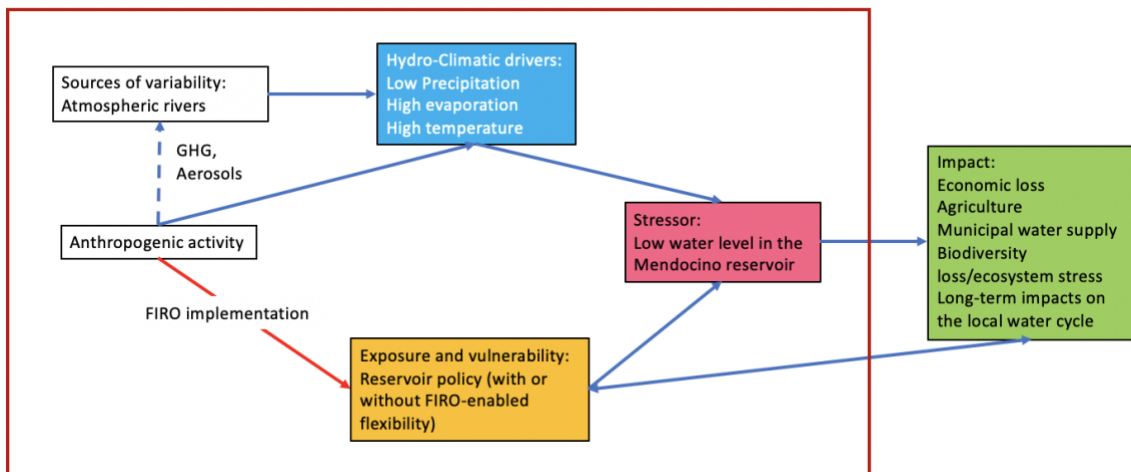 Sources of variability:
Atmospheric rivers
Hydro-Climatic drivers:
Low Precipitation
High evaporation
High temperature
GHG,
Aerosols
Anthropogenic activity
FIRO implementation
Exposure and vulnerability:
Reservoir policy (with or
without FIRO-enabled
flexibility)
Stressor:
Low water level in the
Mendocino reservoir
Impact:
Economic loss
Agriculture
Municipal water supply
Biodiversity
loss/ecosystem stress
Long-term impacts on
the local water cycle